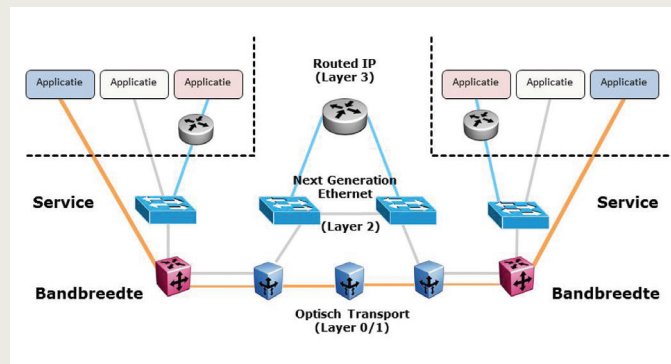 Routed IP
(Layer 3)
Applicatie
Applicatie
Applicatie
Applicatie
Applicatie
Applicatie
Next Generation
Ethernet
(Layer 2)
Service
Service
Bandbreedte
Bandbreedte
Optisch Transport
(Layer 0/1)